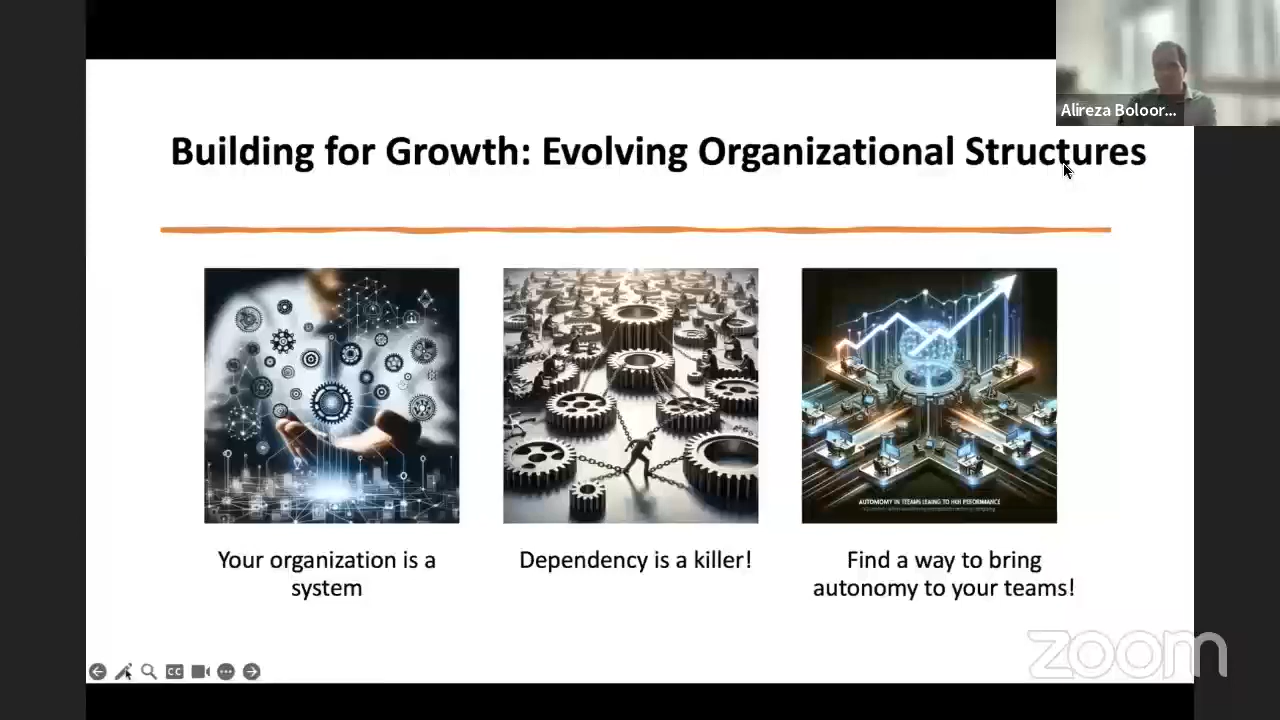 Alireza Boloor...
Building for Growth: Evolving Organizational Structures
AUTONOMY IN TEAMS LEADING TO HIGH PERFORMANCE
Your organization is a
system
Dependency is a killer!
Find a way to bring
autonomy to your teams!
CC
zoom